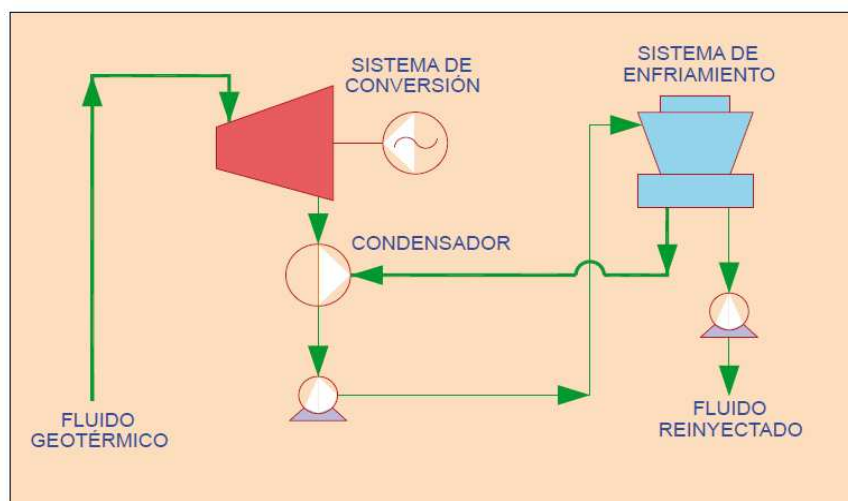 SISTEMA DE
CONVERSIÓN
SISTEMA DE
ENFRIAMIENTO
CONDENSADOR
FLUIDO
GEOTÉRMICO
FLUIDO
REINYECTADO